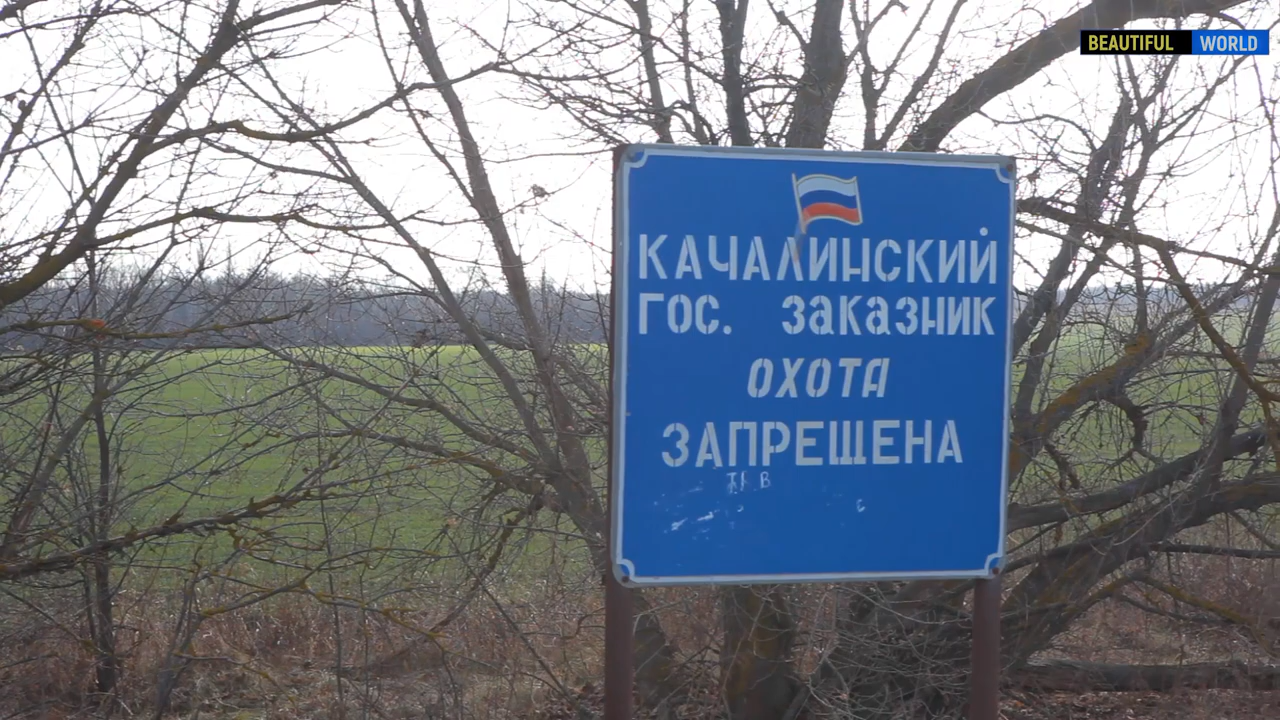 BEAUTIFUL WORLD
КАЧАЛИНСКИЙ
ГОС. ЗАКАЗНИК
ОХОТА
ЗАПРЕЩЕНА